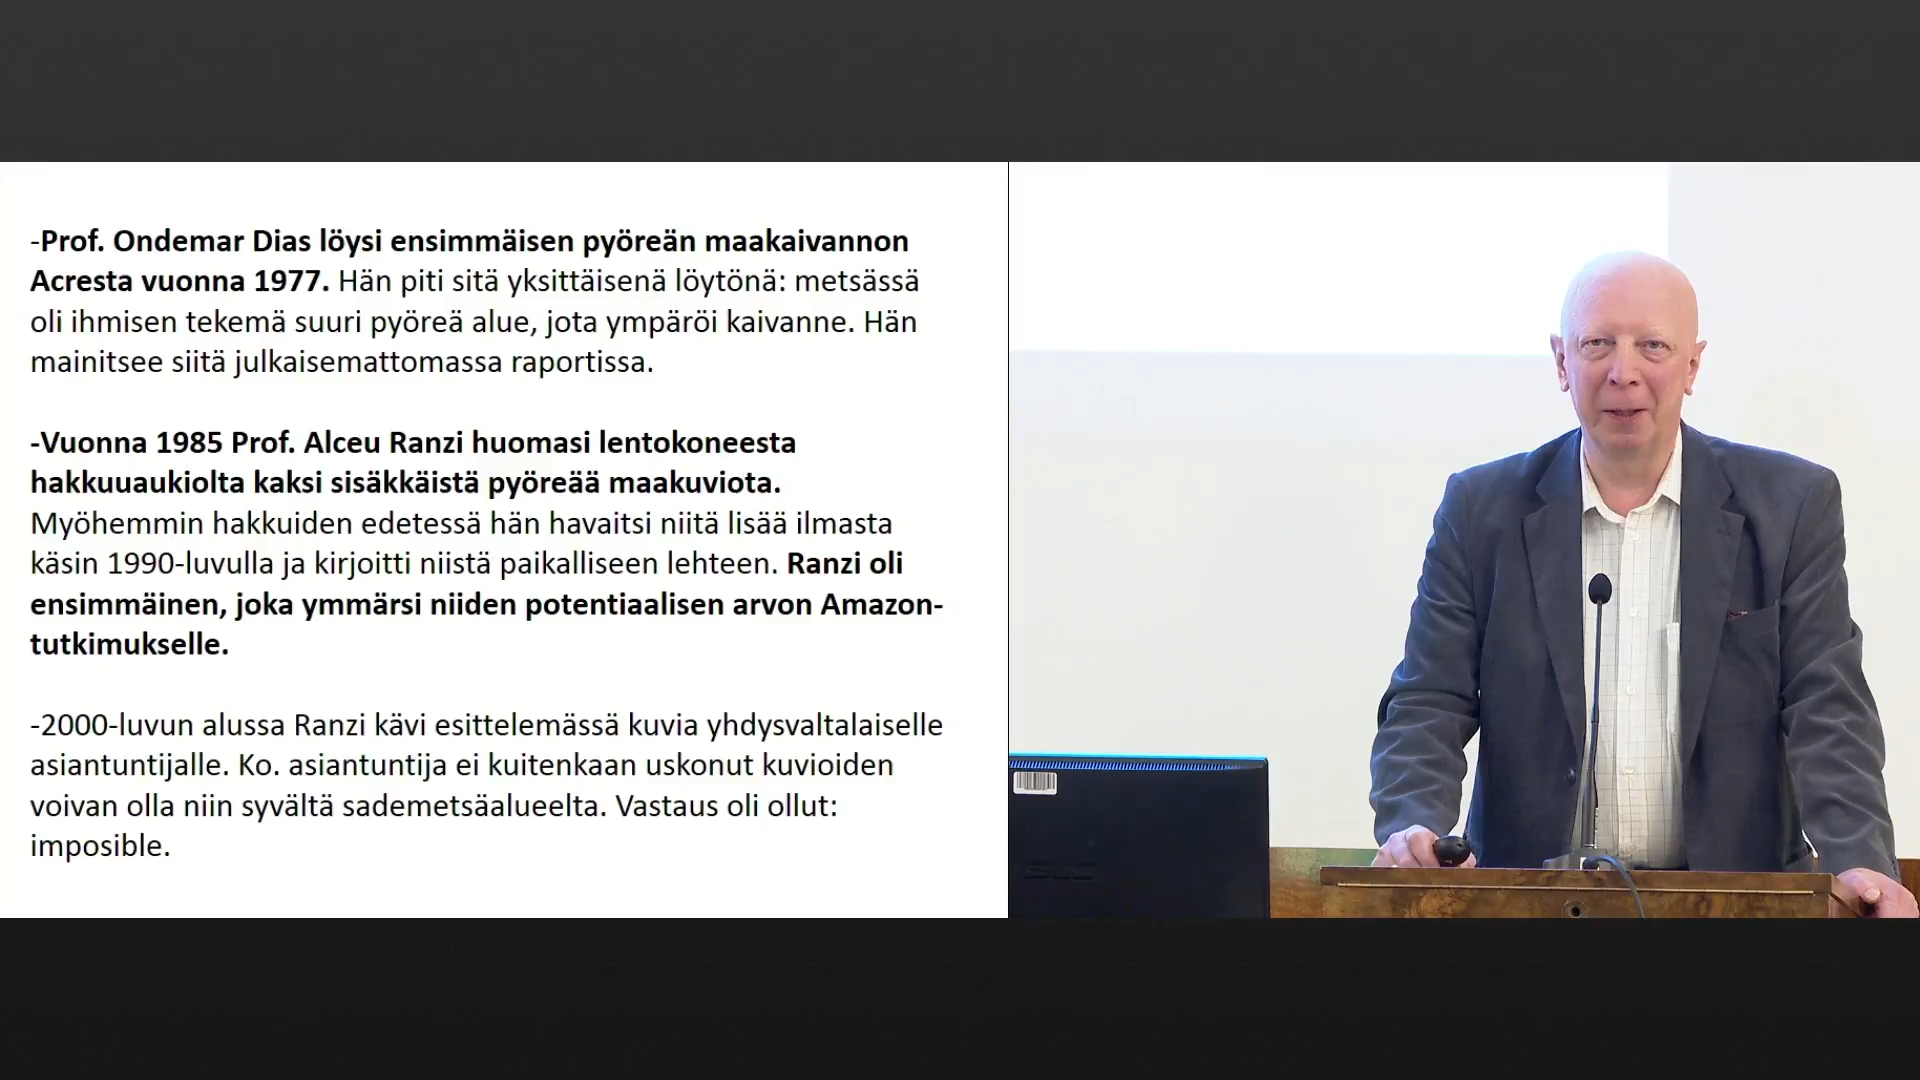 -Prof. Ondemar Dias löysi ensimmäisen pyöreän maakaivannon
Acresta vuonna 1977. Hän piti sitä yksittäisenä löytönä: metsässä
oli ihmisen tekemä suuri pyöreä alue, jota ympäröi kaivanne. Hän
mainitsee siitä julkaisemattomassa raportissa.
-Vuonna 1985 Prof. Alceu Ranzi huomasi lentokoneesta
hakkuuaukiolta kaksi sisäkkäistä pyöreää maakuviota.
Myöhemmin hakkuiden edetessä hän havaitsi niitä lisää ilmasta
käsin 1990-luvulla ja kirjoitti niistä paikalliseen lehteen. Ranzi oli
ensimmäinen, joka ymmärsi niiden potentiaalisen arvon Amazon-
tutkimukselle.
-2000-luvun alussa Ranzi kävi esittelemässä kuvia yhdysvaltalaiselle
asiantuntijalle. Ko. asiantuntija ei kuitenkaan uskonut kuvioiden
voivan olla niin syvältä sademetsäalueelta. Vastaus oli ollut:
imposible.